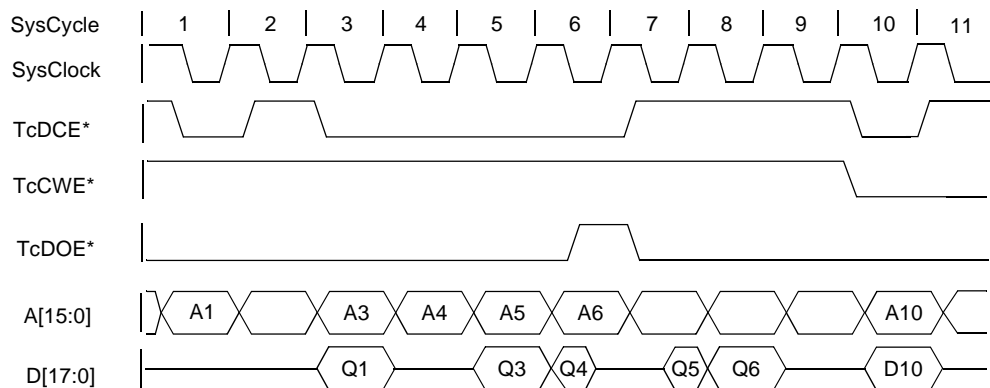 SysCycle 1 2 3 4 5 6 7 8 9 10 11
SysClock
TcDCE*
TcCWE*
TcDOE*
A[15:0] A1 A3 A4 A5 A6 A10
D[17:0] Q1 Q3 Q4 Q5 Q6 D10